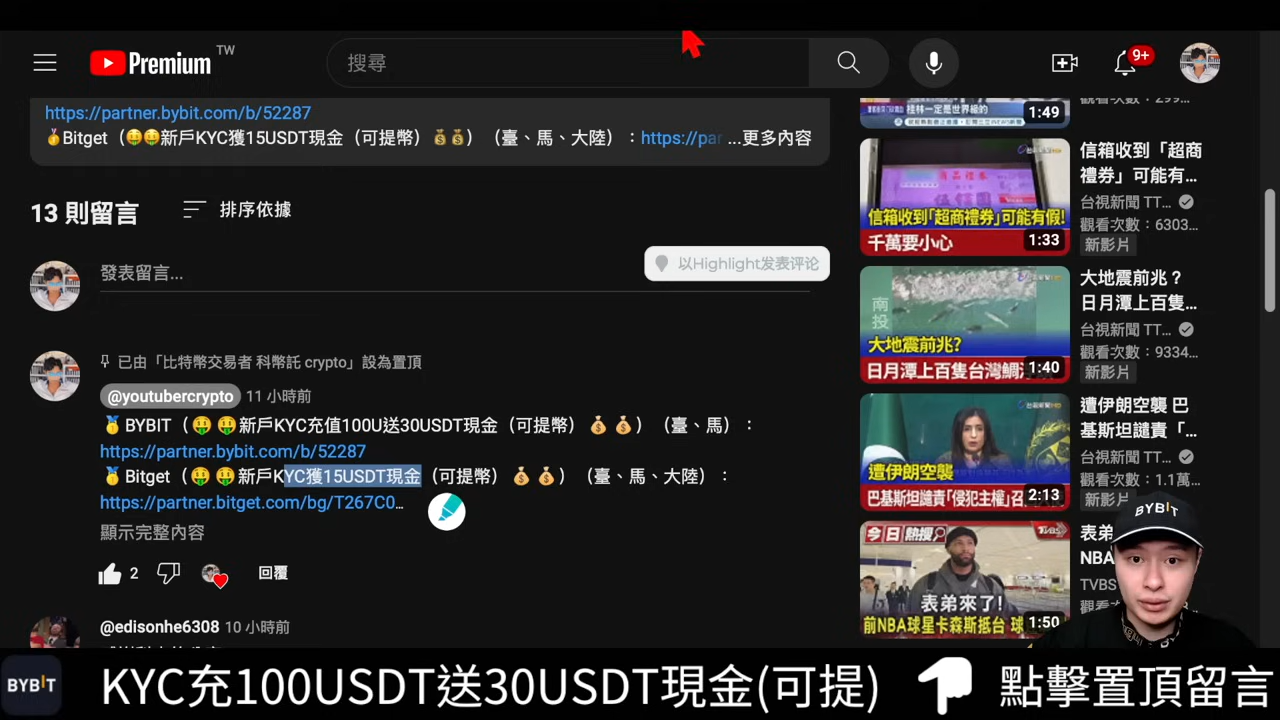 Premium
TW
搜尋
9+
https://partner.bybit.com/b/52287
🥇Bitget（🤑🤑新戶KYC獲15USDT現金（可提幣）💰💰）（臺、馬、大陸）：https://par ...更多內容
13 則留言
排序依據
發表留言...
以Highlight发表评论
已由「比特幣交易者 科幣託 crypto」設為置頂
@youtubercrypto 11 小時前
🥇BYBIT（🤑🤑新戶KYC充值100U送30USDT現金（可提幣）💰💰）（臺、馬）：
https://partner.bybit.com/b/52287
🥇Bitget（🤑🤑新戶KYC獲15USDT現金（可提幣）💰💰）（臺、馬、大陸）：
https://partner.bitget.com/bg/T267C0...
顯示完整內容
2
回覆
@edisonhe6308 10 小時前
桂林一定是世界級的
1:49
信箱收到「超商禮券」可能有假!
千萬要小心
1:33
信箱收到「超商
禮券」可能有...
台視新聞 TT...
觀看次數：6303...
新影片
南投
大地震前兆?
日月潭上百隻台灣鯛
1:40
大地震前兆？
日月潭上百隻...
台視新聞 TT...
觀看次數：9334...
新影片
遭伊朗空襲
巴基斯坦譴責「侵犯主權」召
2:13
遭伊朗空襲 巴
基斯坦譴責「...
台視新聞 TT...
觀看次數：1.1萬...
新影片
今日熱搜
TVBS
表弟來了!
前NBA球星卡森斯抵台 球
1:50
表弟
NBA
TVBS
BYBIT
BYBIT
KYC充100USDT送30USDT現金(可提)
點擊置頂留言